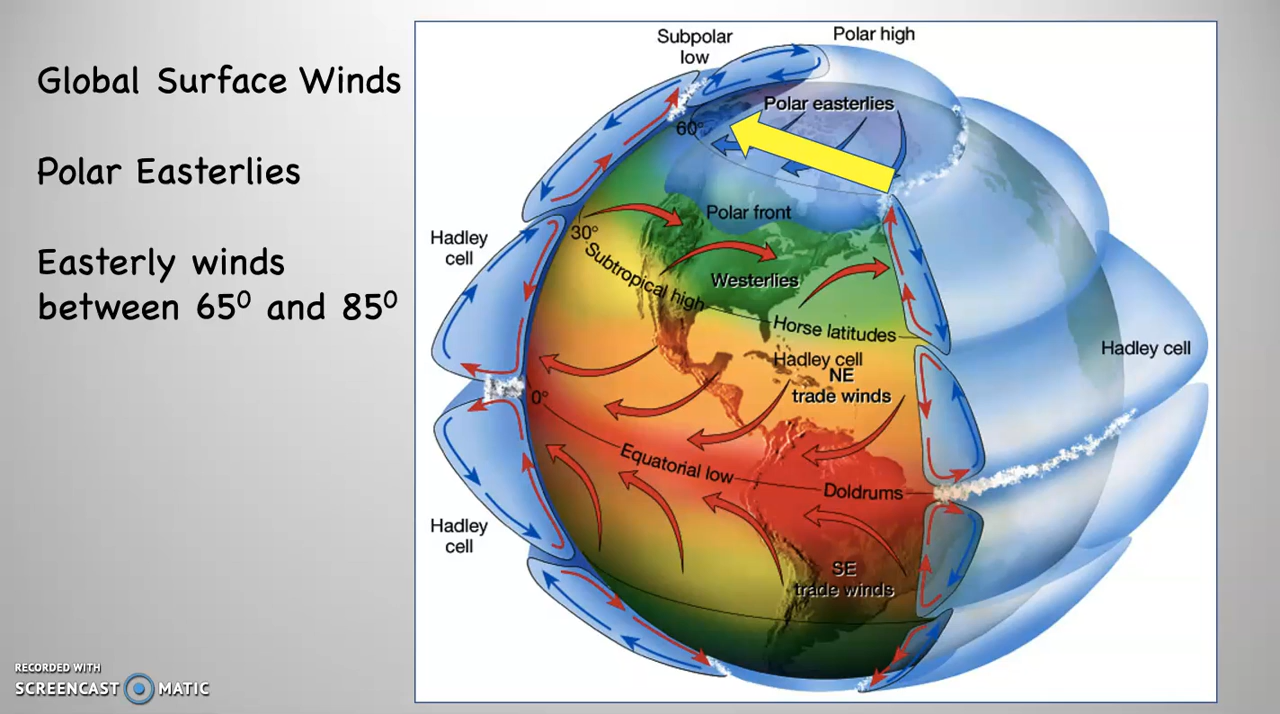 Global Surface Winds
Polar Easterlies
Easterly winds
between 65⁰ and 85⁰
Subpolar
low
Polar high
Polar easterlies
60°
Polar front
30°
Hadley
cell
Subtropical high
Westerlies
Horse latitudes
Hadley cell
Hadley cell
NE
trade winds
0°
Equatorial low
Doldrums
Hadley
cell
SE
trade winds
RECORDED WITH
SCREENCAST MATIC